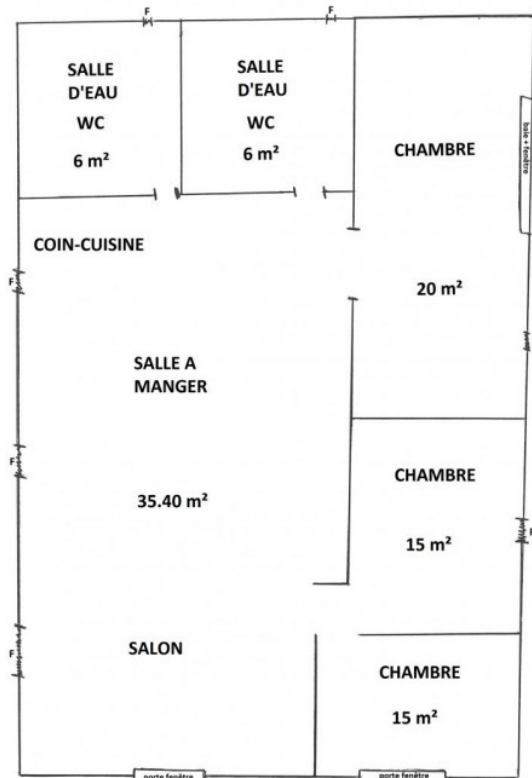 F
F
SALLE
D'EAU
WC
6 m²
SALLE
D'EAU
WC
6 m²
CHAMBRE
baie + fenêtre
COIN-CUISINE
F
20 m²
SALLE A
MANGER
F
35.40 m²
CHAMBRE
15 m²
F
F
SALON
CHAMBRE
15 m²
porte fenêtre
porte fenêtre